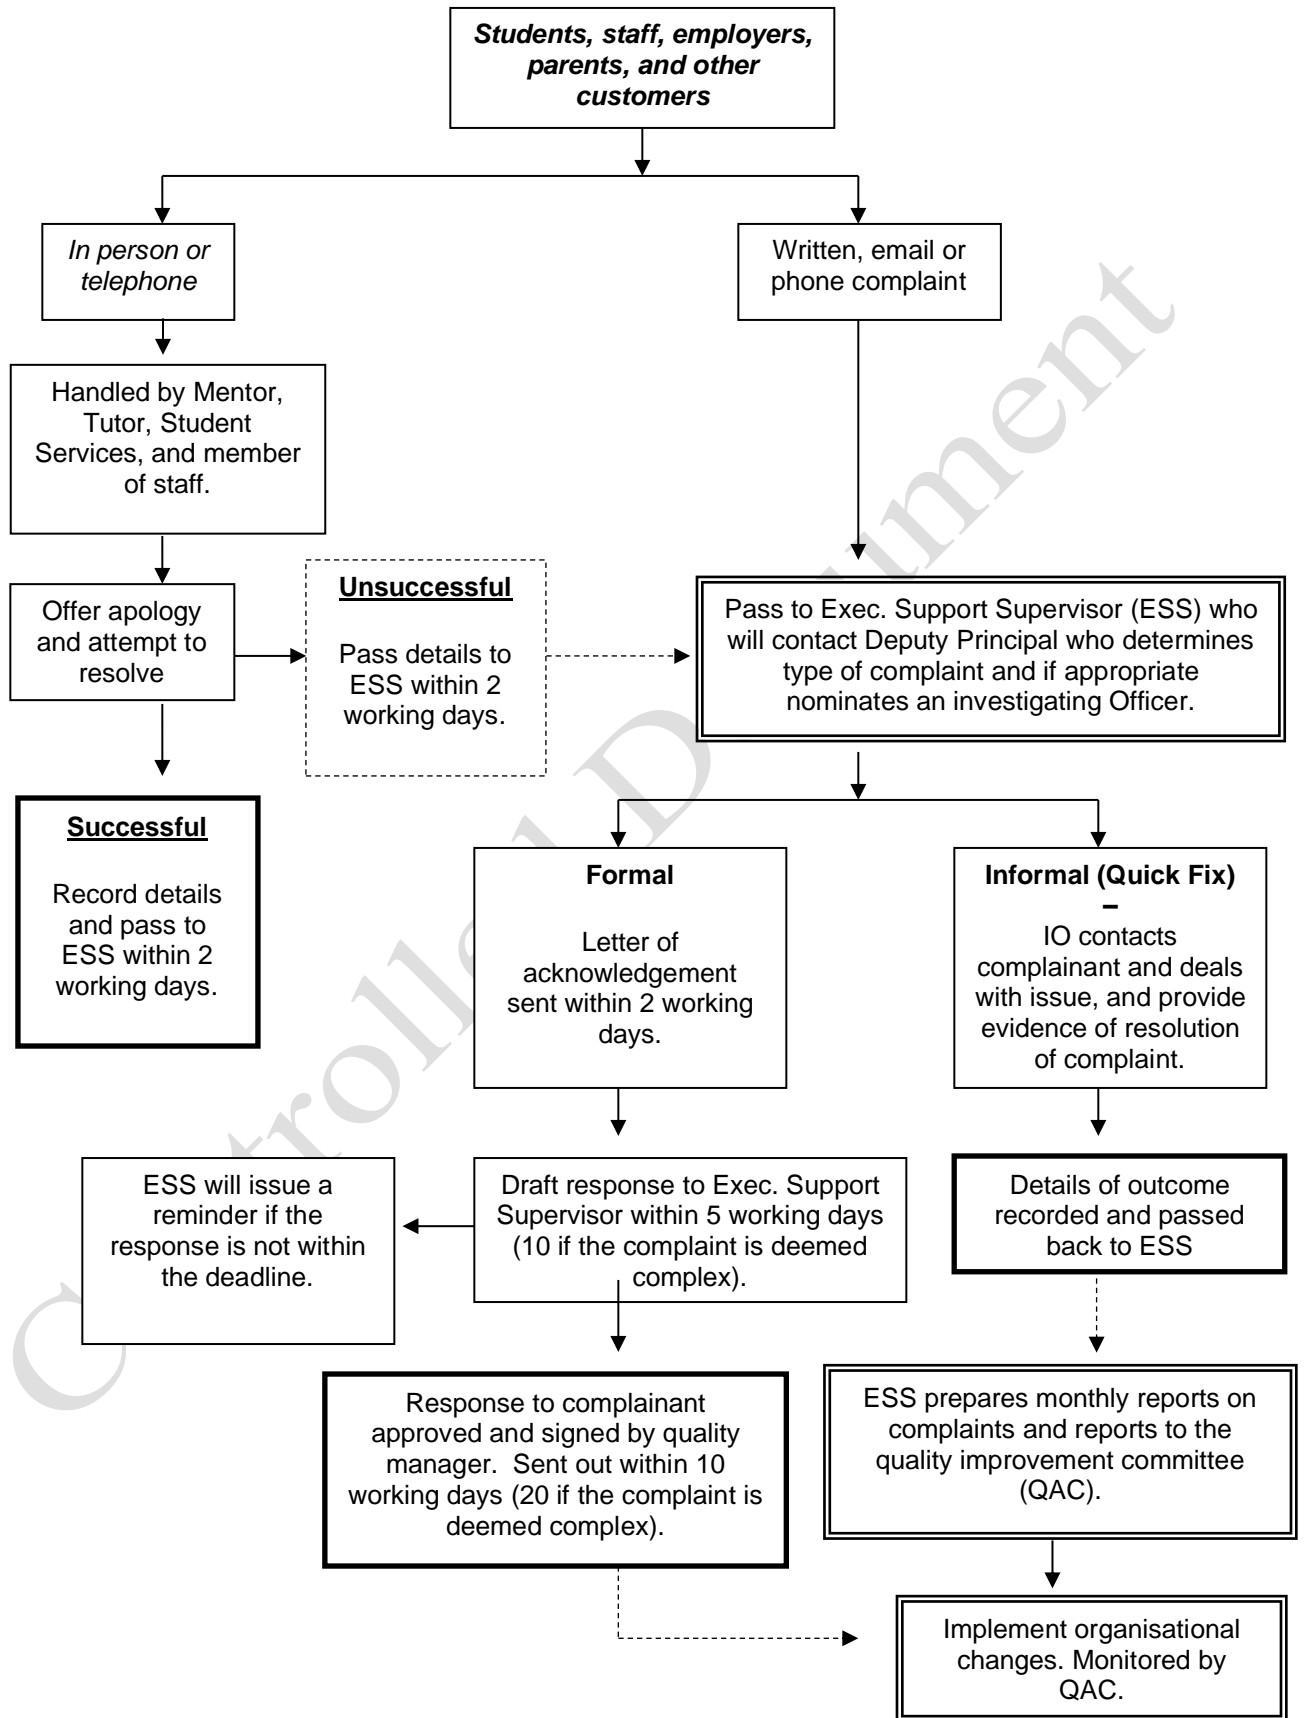 Students, staff, employers,
parents, and other
customers
In person or
telephone
Written, email or
phone complaint
Handled by Mentor,
Tutor, Student
Services, and member
of staff.
Offer apology
and attempt to
resolve
Unsuccessful
Pass details to
ESS within 2
working days.
Pass to Exec. Support Supervisor (ESS) who
will contact Deputy Principal who determines
type of complaint and if appropriate
nominates an investigating Officer.
Successful
Record details
and pass to
ESS within 2
working days.
Formal
Letter of
acknowledgement
sent within 2 working
days.
Informal (Quick Fix)
–
IO contacts
complainant and deals
with issue, and provide
evidence of resolution
of complaint.
ESS will issue a
reminder if the
response is not within
the deadline.
Draft response to Exec. Support
Supervisor within 5 working days
(10 if the complaint is deemed
complex).
Details of outcome
recorded and passed
back to ESS
Response to complainant
approved and signed by quality
manager.  Sent out within 10
working days (20 if the complaint is
deemed complex).
ESS prepares monthly reports on
complaints and reports to the
quality improvement committee
(QAC).
Implement organisational
changes. Monitored by
QAC.
Controlled Document